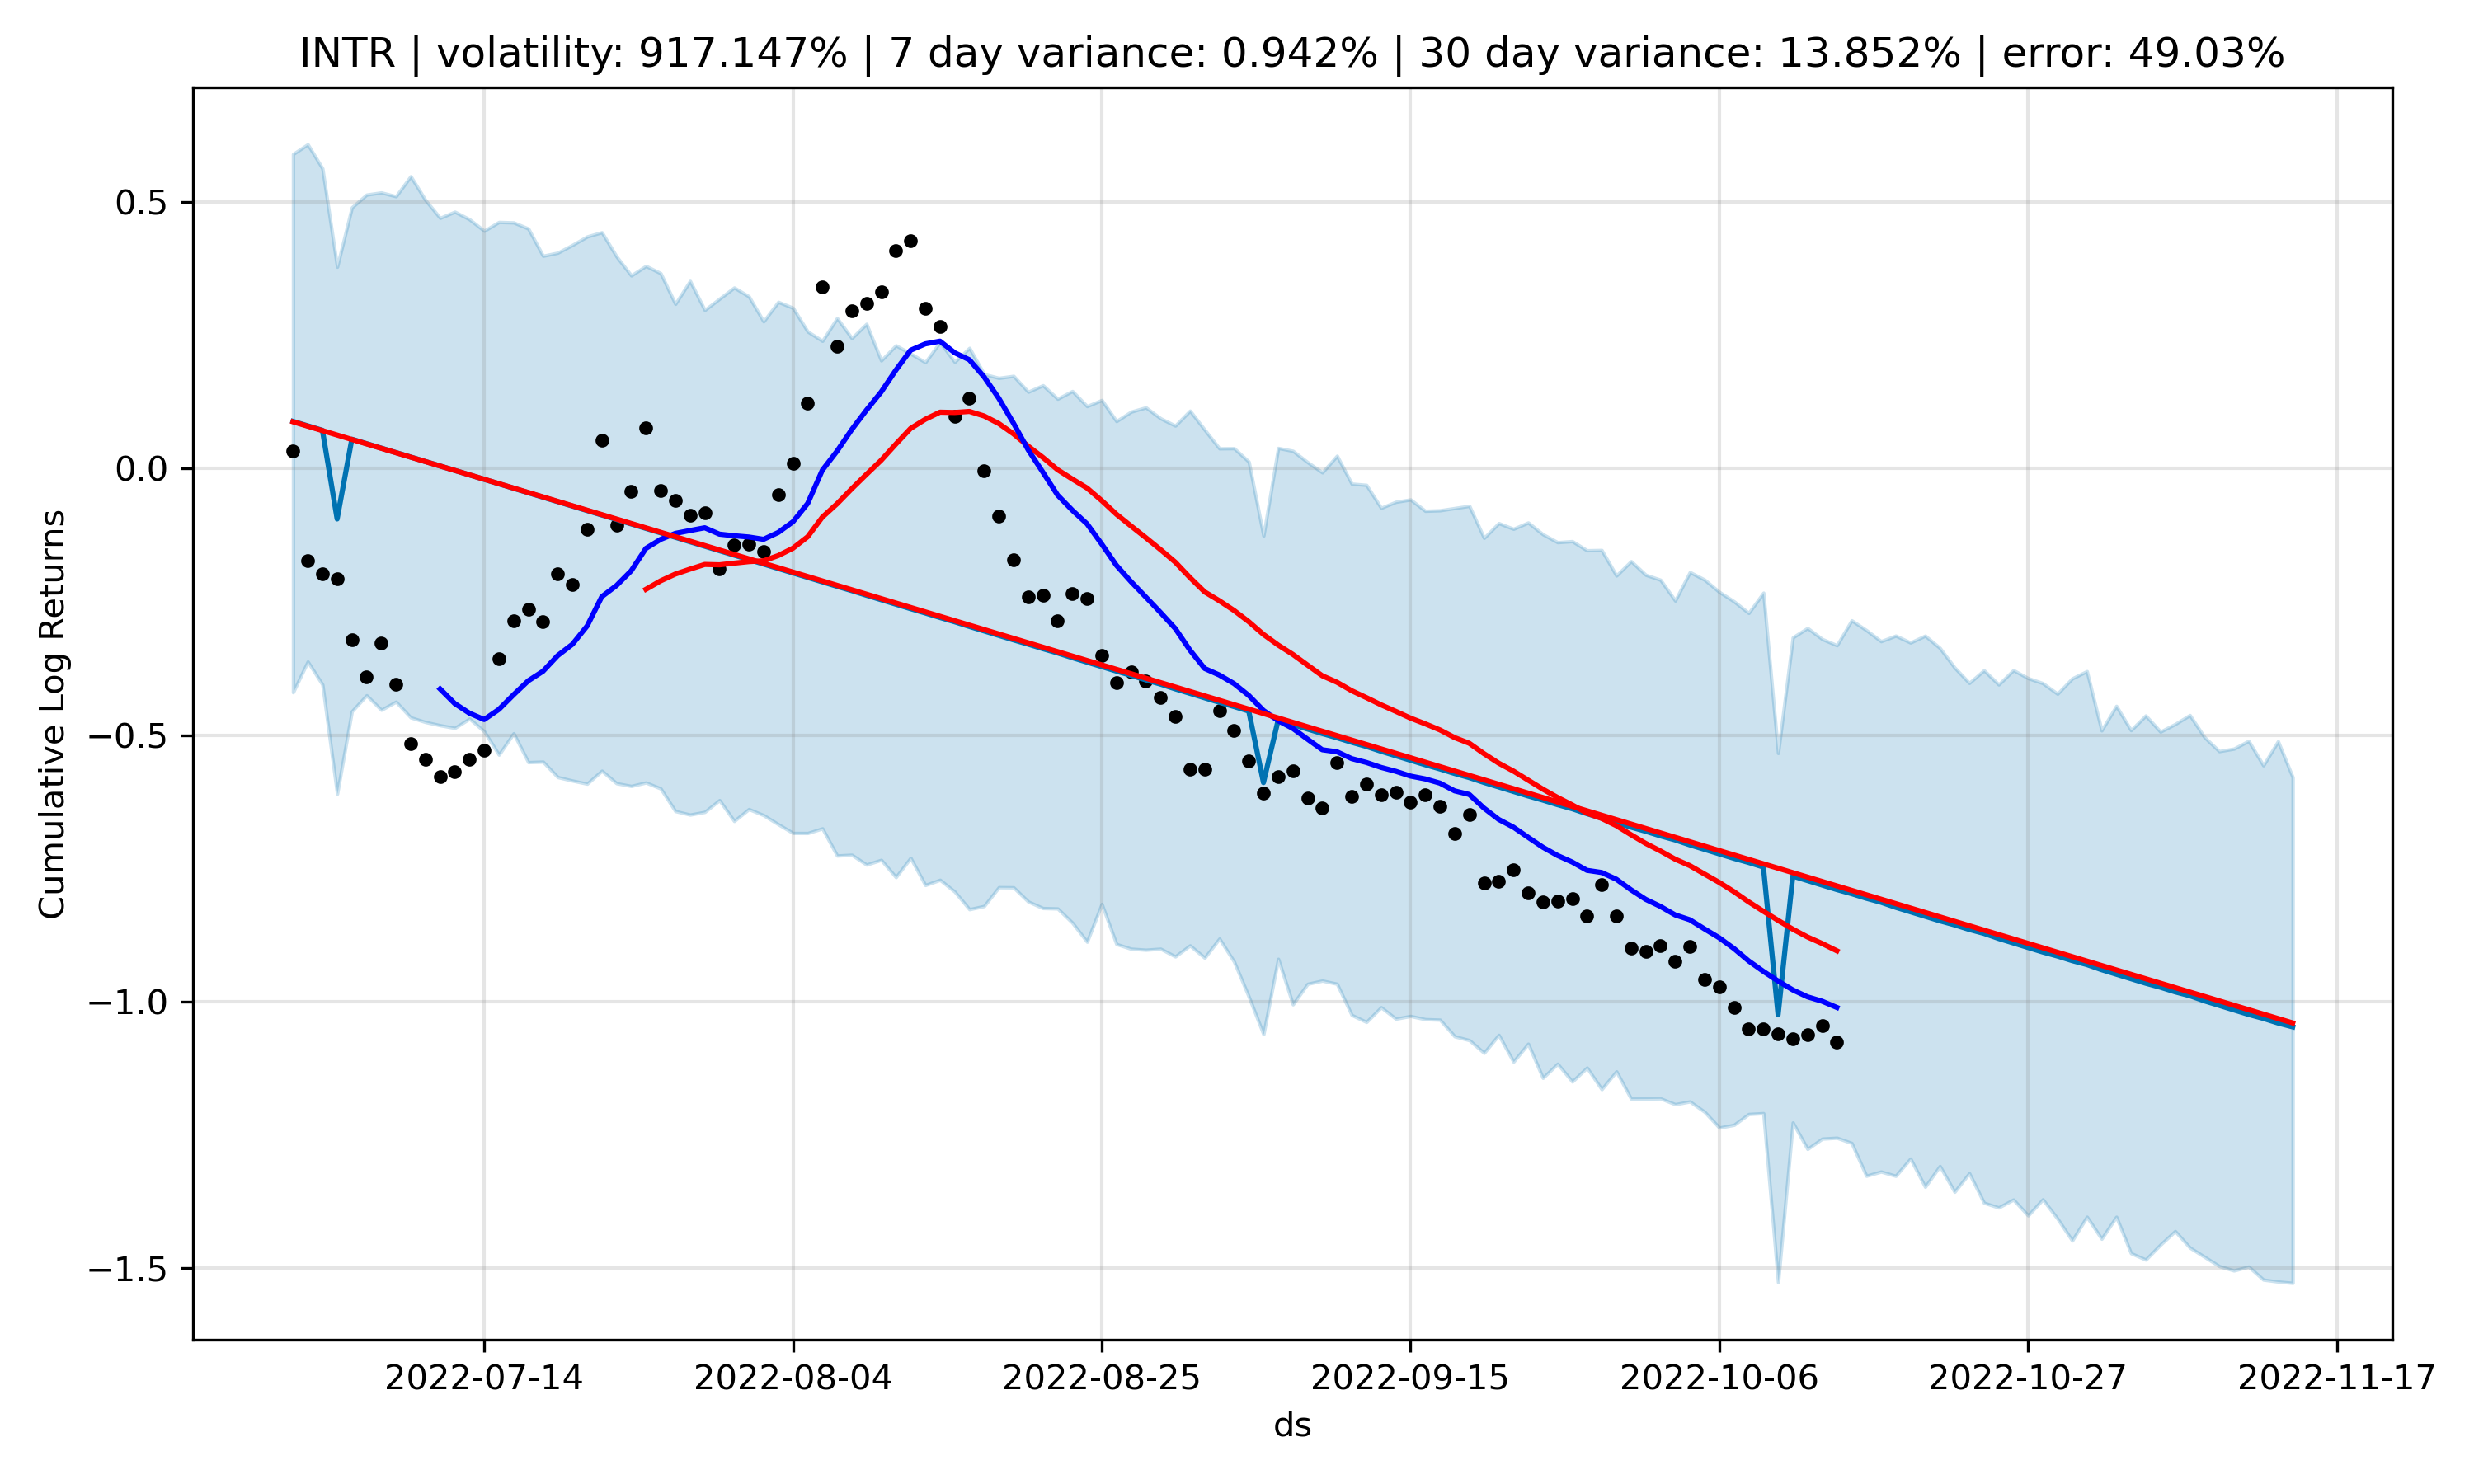 INTR | volatility: 917.147% | 7 day variance: 0.942% | 30 day variance: 13.852% | error: 49.03%
Cumulative Log Returns
0.5
0.0
−0.5
−1.0
−1.5
2022-07-14 2022-08-04 2022-08-25 2022-09-15 2022-10-06 2022-10-27 2022-11-17
ds